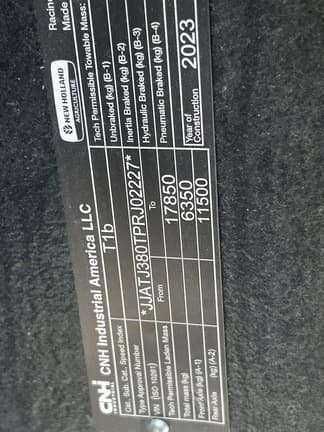 CNH Industrial America LLC
NEW HOLLAND
AGRICULTURE
Racine
Made
Cat., Sub. Cat., Speed Index
T1b
Type Approval Number
VIN (ISO 10261)
*JJATJ380TPRJ02227*
Tech Permissible Laden Mass
From
To
Total mass (kg)
17850
Front Axle (kg) (A-1)
6350
Rear Axle (kg) (A-2)
11500
Tech Permissible Towable Mass:
Unbraked (kg) (B-1)
Inertia Braked (kg) (B-2)
Hydraulic Braked (kg) (B-3)
Pneumatic Braked (kg) (B-4)
Year of
Construction
2023